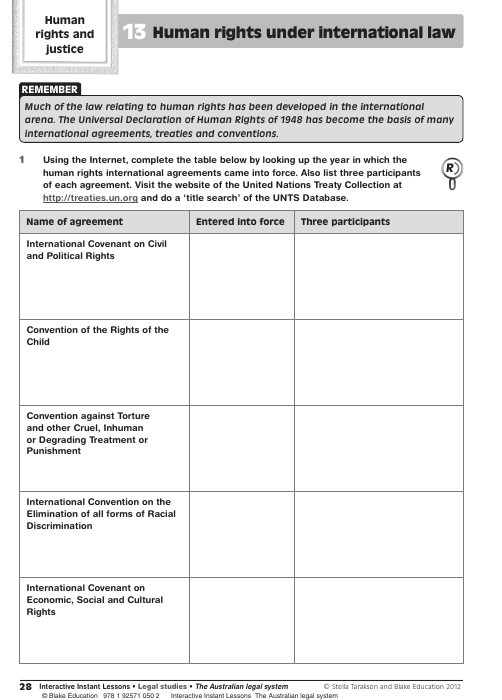 Human
rights and
justice
13 Human rights under international law
REMEMBER
Much of the law relating to human rights has been developed in the international
arena. The Universal Declaration of Human Rights of 1948 has become the basis of many
international agreements, treaties and conventions.
1 Using the Internet, complete the table below by looking up the year in which the
human rights international agreements came into force. Also list three participants
of each agreement. Visit the website of the United Nations Treaty Collection at
http://treaties.un.org and do a ‘title search’ of the UNTS Database.
R
Name of agreement Entered into force Three participants
International Covenant on Civil
and Political Rights
Convention of the Rights of the
Child
Convention against Torture
and other Cruel, Inhuman
or Degrading Treatment or
Punishment
International Convention on the
Elimination of all forms of Racial
Discrimination
International Covenant on
Economic, Social and Cultural
Rights
28 Interactive Instant Lessons • Legal studies • The Australian legal system © Stella Tarakson and Blake Education 2012
© Blake Education 978 1 92571 050 2 Interactive Instant Lessons The Australian legal system